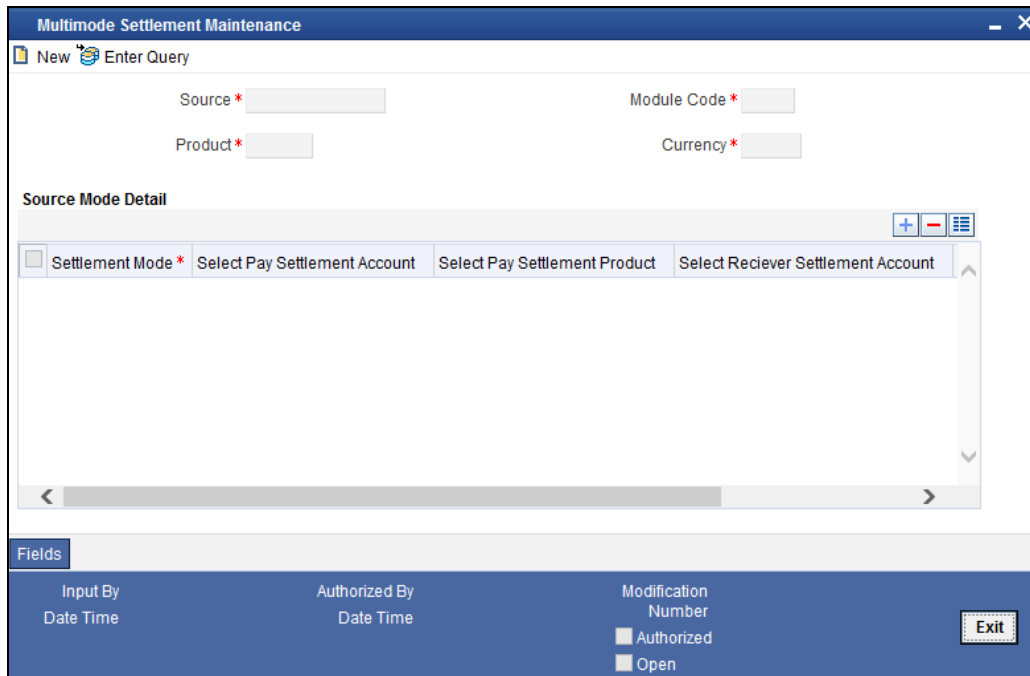 Multimode Settlement Maintenance
New Enter Query
Source * Module Code *
Product * Currency *
Source Mode Detail
Settlement Mode * Select Pay Settlement Account Select Pay Settlement Product Select Reciever Settlement Account
Fields
Input By Authorized By Modification Number
Date Time Date Time
Authorized
Open
Exit